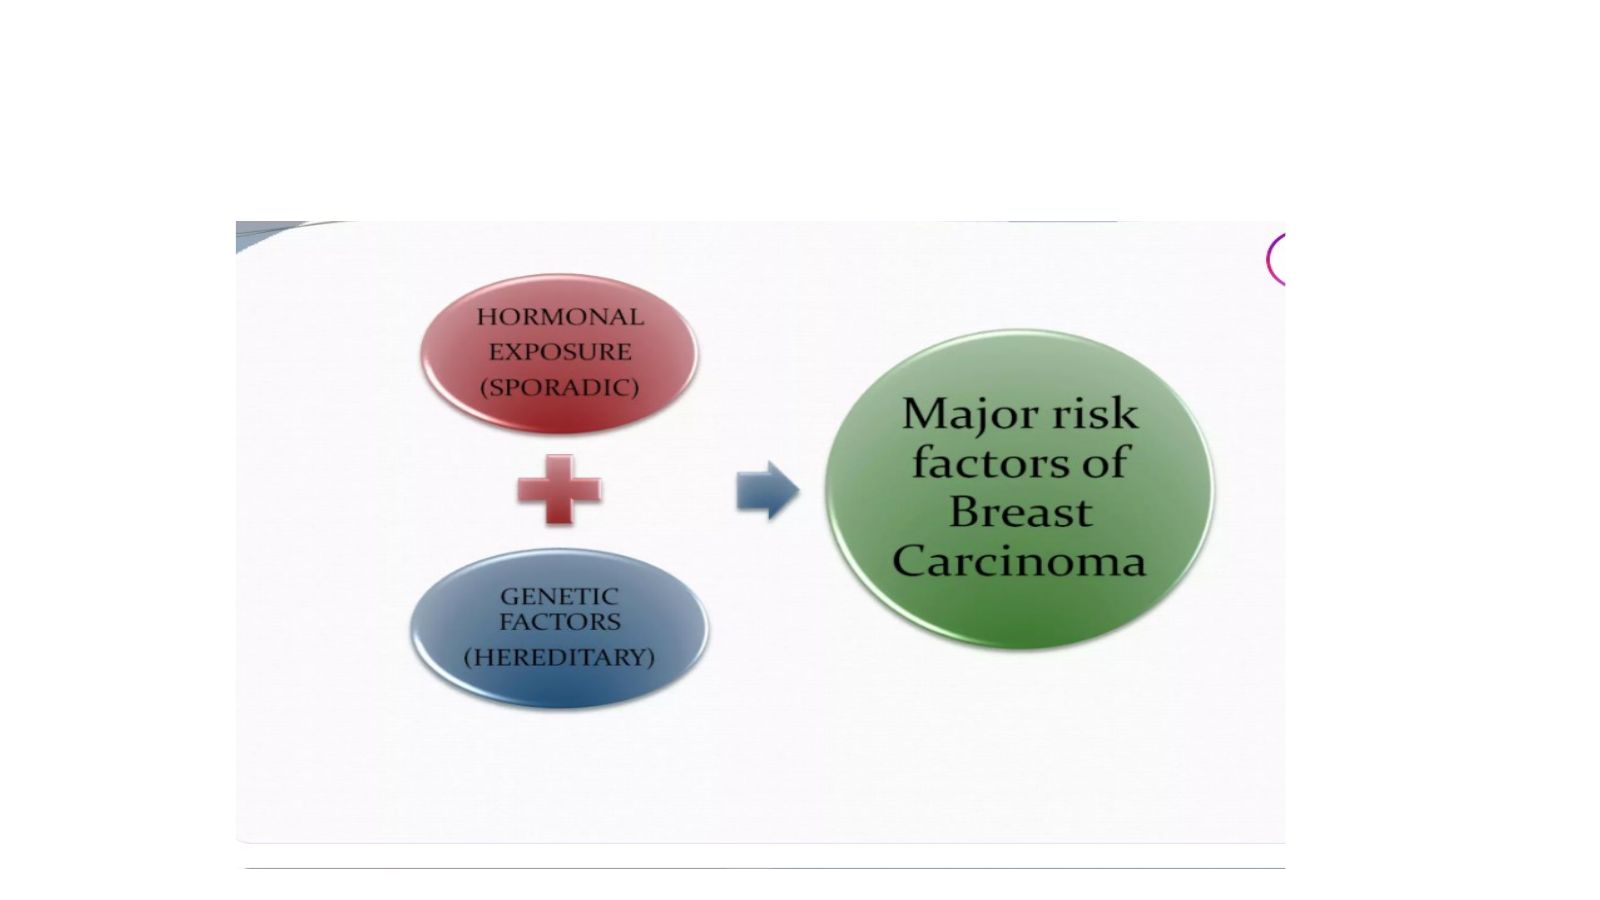 HORMONAL
EXPOSURE
(SPORADIC)
GENETIC
FACTORS
(HEREDITARY)
Major risk
factors of
Breast
Carcinoma